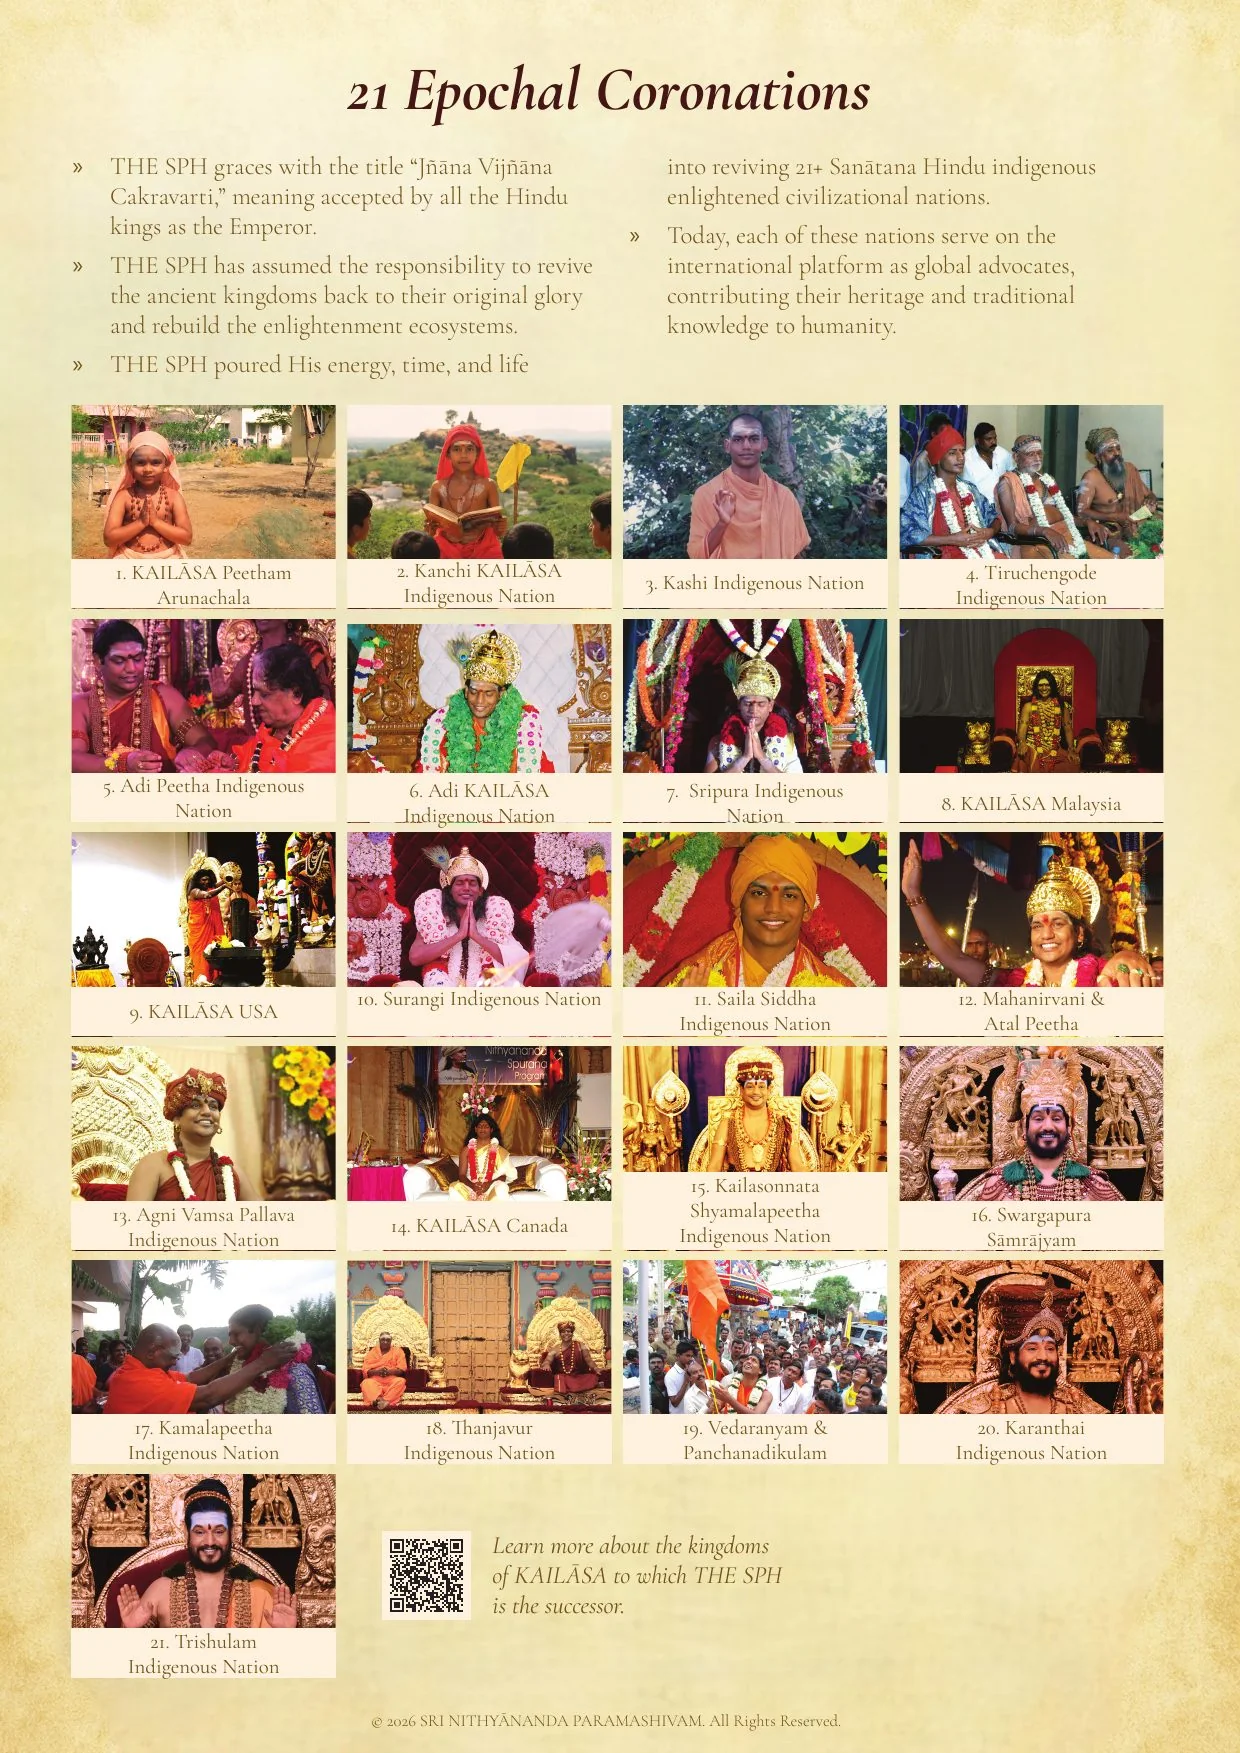 21 Epochal Coronations
» THE SPH graces with the title “Jñāna Vijñāna
Cakravarti,” meaning accepted by all the Hindu
kings as the Emperor.
» THE SPH has assumed the responsibility to revive
the ancient kingdoms back to their original glory
and rebuild the enlightenment ecosystems.
» THE SPH poured His energy, time, and life
into reviving 21+ Sanātana Hindu indigenous
enlightened civilizational nations.
» Today, each of these nations serve on the
international platform as global advocates,
contributing their heritage and traditional
knowledge to humanity.
1. KAILĀSA Peetham
Arunachala
2. Kanchi KAILĀSA
Indigenous Nation
3. Kashi Indigenous Nation
4. Tiruchengode
Indigenous Nation
5. Adi Peetha Indigenous
Nation
6. Adi KAILĀSA
Indigenous Nation
7. Sripura Indigenous
Nation
8. KAILĀSA Malaysia
9. KAILĀSA USA
10. Surangi Indigenous Nation
11. Saila Siddha
Indigenous Nation
12. Mahanirvani &
Atal Peetha
13. Agni Vamsa Pallava
Indigenous Nation
Nithyananda
Spurana
Program
14. KAILĀSA Canada
15. Kailasonnata
Shyamalapeetha
Indigenous Nation
16. Swargapura
Sāmrājyam
17. Kamalapeetha
Indigenous Nation
18. Thanjavur
Indigenous Nation
19. Vedaranyam &
Panchanadikulam
20. Karanthai
Indigenous Nation
21. Trishulam
Indigenous Nation
Learn more about the kingdoms
of KAILĀSA to which THE SPH
is the successor.
© 2026 SRI NITHYĀNANDA PARAMASHIVAM. All Rights Reserved.